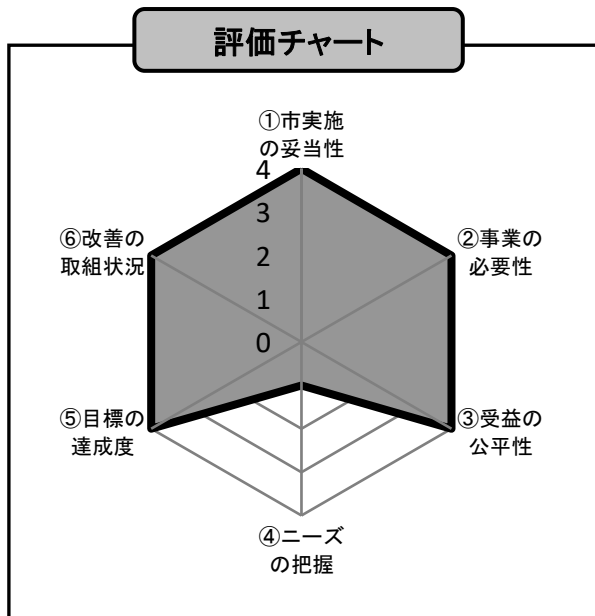 評価チャート
①市実施
の妥当性
4
3
2
1
0
②事業の
必要性
③受益の
公平性
④ニーズ
の把握
⑤目標の
達成度
⑥改善の
取組状況